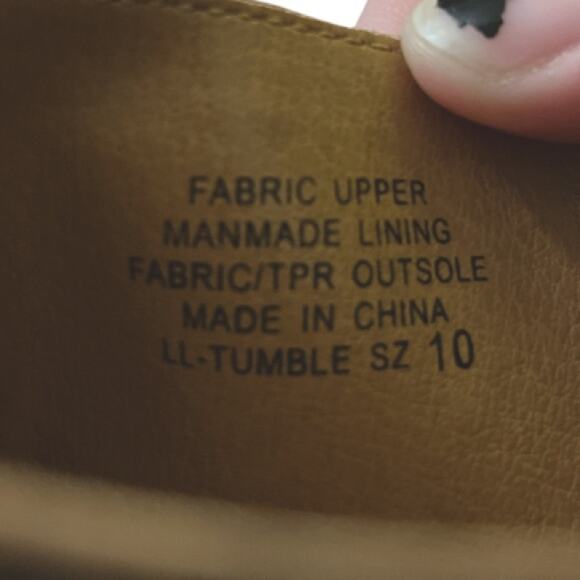 FABRIC UPPER
MANMADE LINING
FABRIC/TPR OUTSOLE
MADE IN CHINA
LL-TUMBLE SZ 10